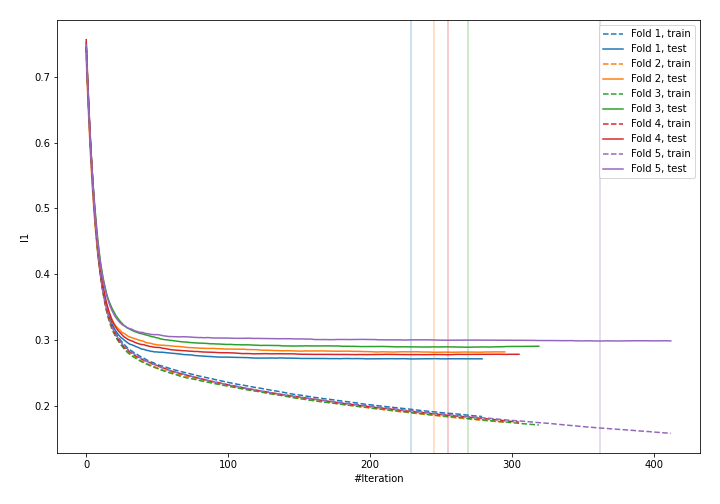 0.7
0.6
0.5
0.4
0.3
0.2
l1
0
100
200
300
400
#Iteration
Fold 1, train
Fold 1, test
Fold 2, train
Fold 2, test
Fold 3, train
Fold 3, test
Fold 4, train
Fold 4, test
Fold 5, train
Fold 5, test